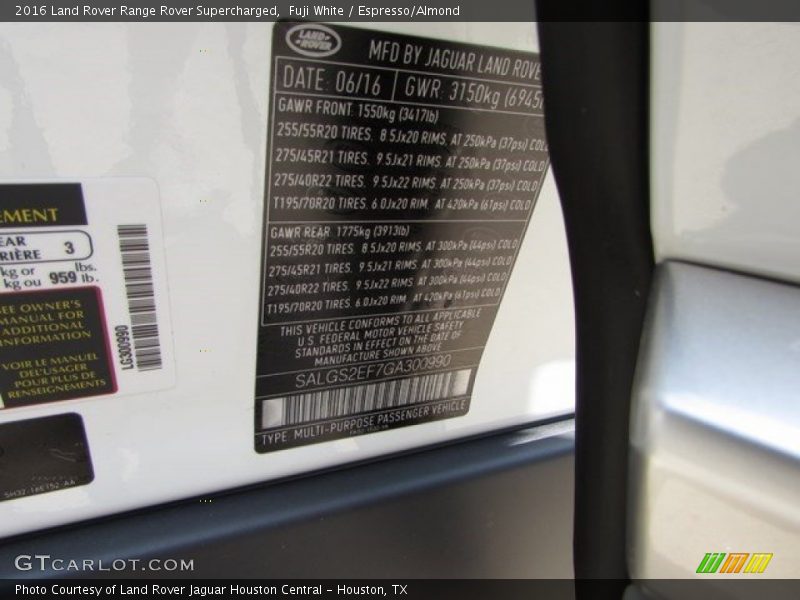 2016 Land Rover Range Rover Supercharged, Fuji White / Espresso/Almond
LAND ROVER
MFD BY JAGUAR LAND ROVE
DATE: 06/16 GWR: 3150kg (6945
GAWR FRONT: 1550kg (3417lb)
255/55R20 TIRES. 8.5Jx20 RIMS. AT 250kPa (37psi) COL
275/45R21 TIRES. 9.5Jx21 RIMS. AT 250kPa (37psi) COLD
275/40R22 TIRES. 9.5Jx22 RIMS. AT 250kPa (37psi) COLD
T195/70R20 TIRES. 6.0Jx20 RIM. AT 420kPa (61psi) COLD
GAWR REAR: 1775kg (3913lb)
255/55R20 TIRES. 8.5Jx20 RIMS. AT 300kPa (44psi) COLD
275/45R21 TIRES. 9.5Jx21 RIMS. AT 300kPa (44psi) COLD
275/40R22 TIRES. 9.5Jx22 RIMS. AT 300kPa (44psi) COLD
T195/70R20 TIRES. 6.0Jx20 RIM. AT 420kPa (61psi) COLD
THIS VEHICLE CONFORMS TO ALL APPLICABLE
U.S. FEDERAL MOTOR VEHICLE SAFETY
STANDARDS IN EFFECT ON THE DATE OF
MANUFACTURE SHOWN ABOVE
SALGS2EF7GA300990
TYPE: MULTI-PURPOSE PASSENGER VEHICLE
EMENT
EAR
RIÈRE 3
kg or lbs.
kg ou 959 lb.
SEE OWNER'S
MANUAL FOR
ADDITIONAL
INFORMATION
VOIR LE MANUEL
DEL'USAGER
POUR PLUS DE
RENSEIGNEMENTS
LG300990
GTCARLOT.COM
Photo Courtesy of Land Rover Jaguar Houston Central - Houston, TX